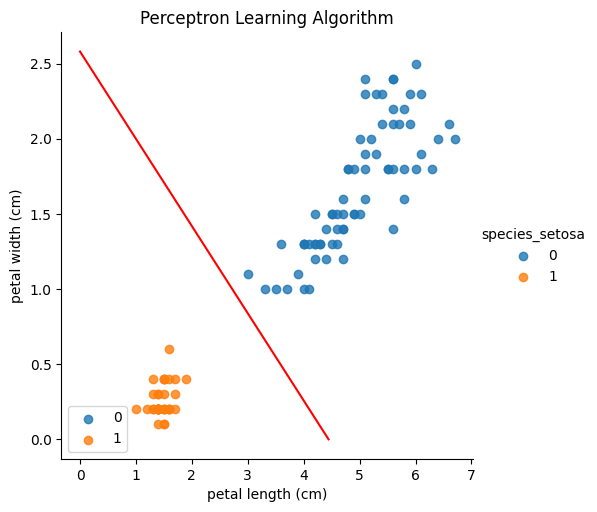 Perceptron Learning Algorithm
petal width (cm)
2.5
2.0
1.5
1.0
0.5
0.0
0
1
0 1 2 3 4 5 6 7
petal length (cm)
species_setosa
0
1